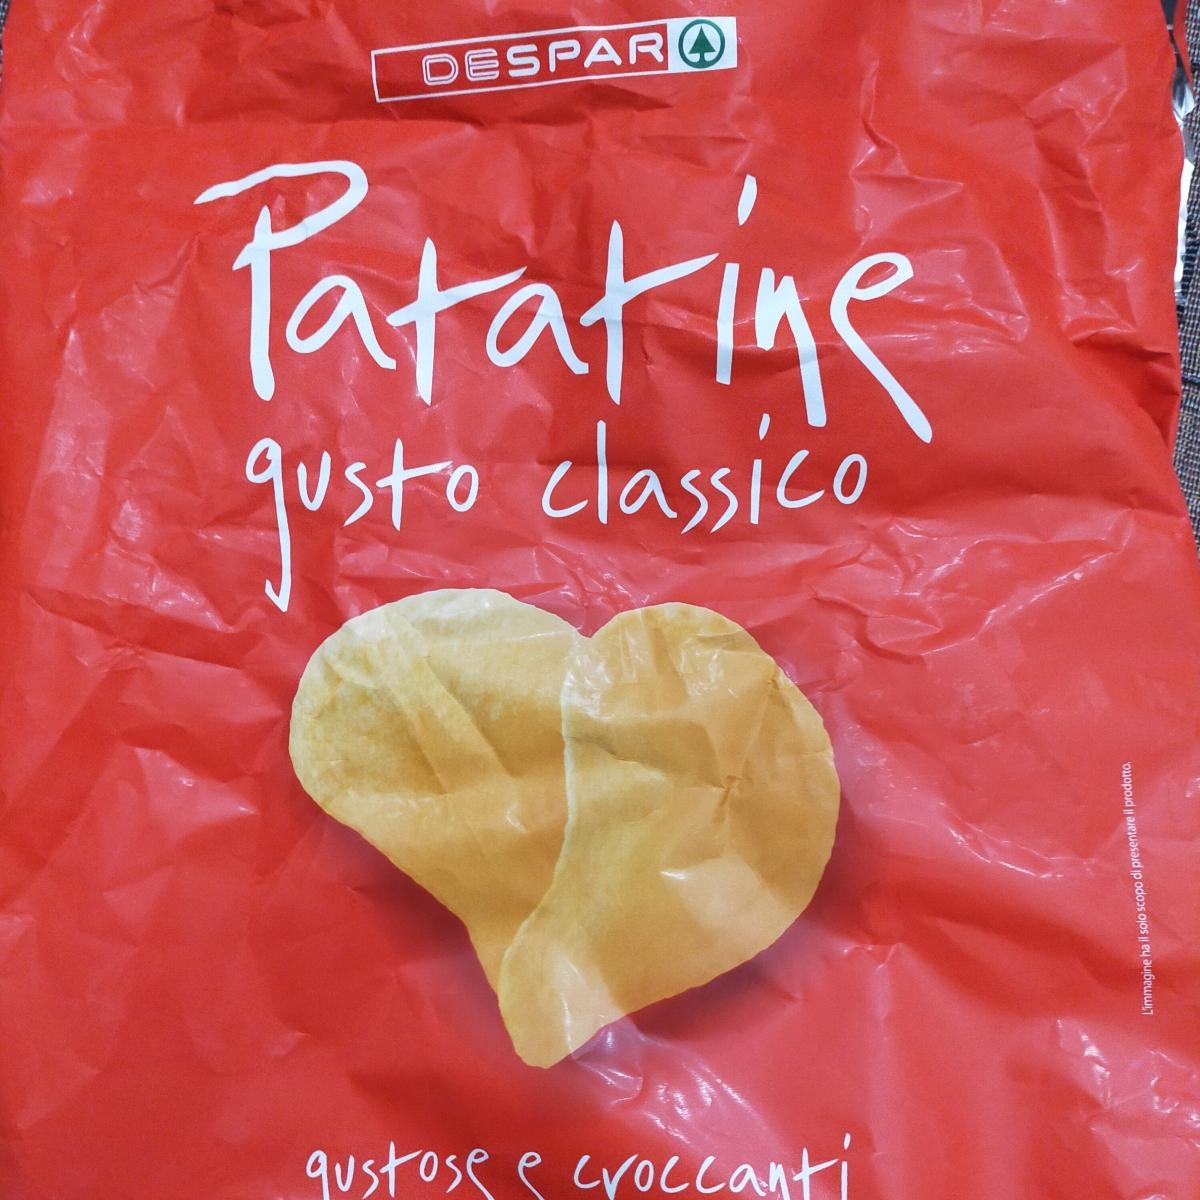 DESPAR
Patatine
gusto classico
L'immagine ha il solo scopo di presentare il prodotto.
gustose e croccanti